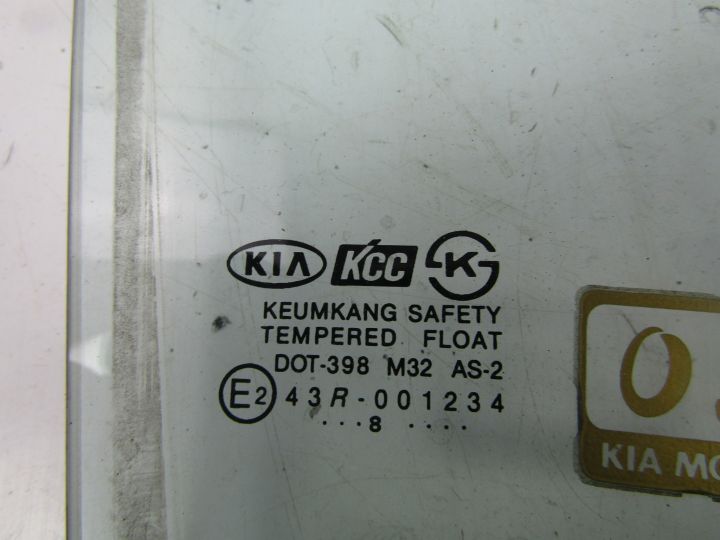 KIA KCC K
KEUMKANG SAFETY
TEMPERED FLOAT
DOT-398 M32 AS-2
E2 43R-001234
...8 ....
O
KIA MO